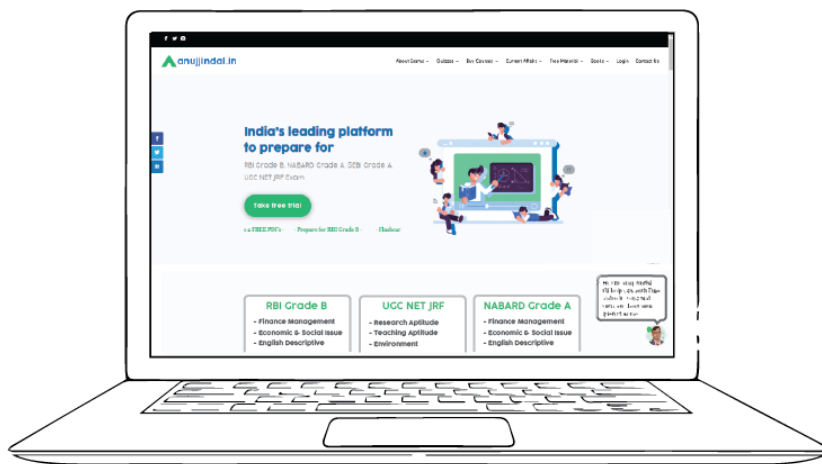 anujjindal.in
About Exams Quizzes Buy Courses Current Affairs Free Material Books Login Contact Us
India's leading platform
to prepare for
RBI Grade B, NABARD Grade A, SEBI Grade A,
UGC NET JRF Exam
Take free trial
FREE PDFs Prepare for RBI Grade B
RBI Grade B
- Finance Management
- Economic & Social Issue
- English Descriptive
UGC NET JRF
- Research Aptitude
- Teaching Aptitude
- Environment
NABARD Grade A
- Finance Management
- Economic & Social Issue
- English Descriptive